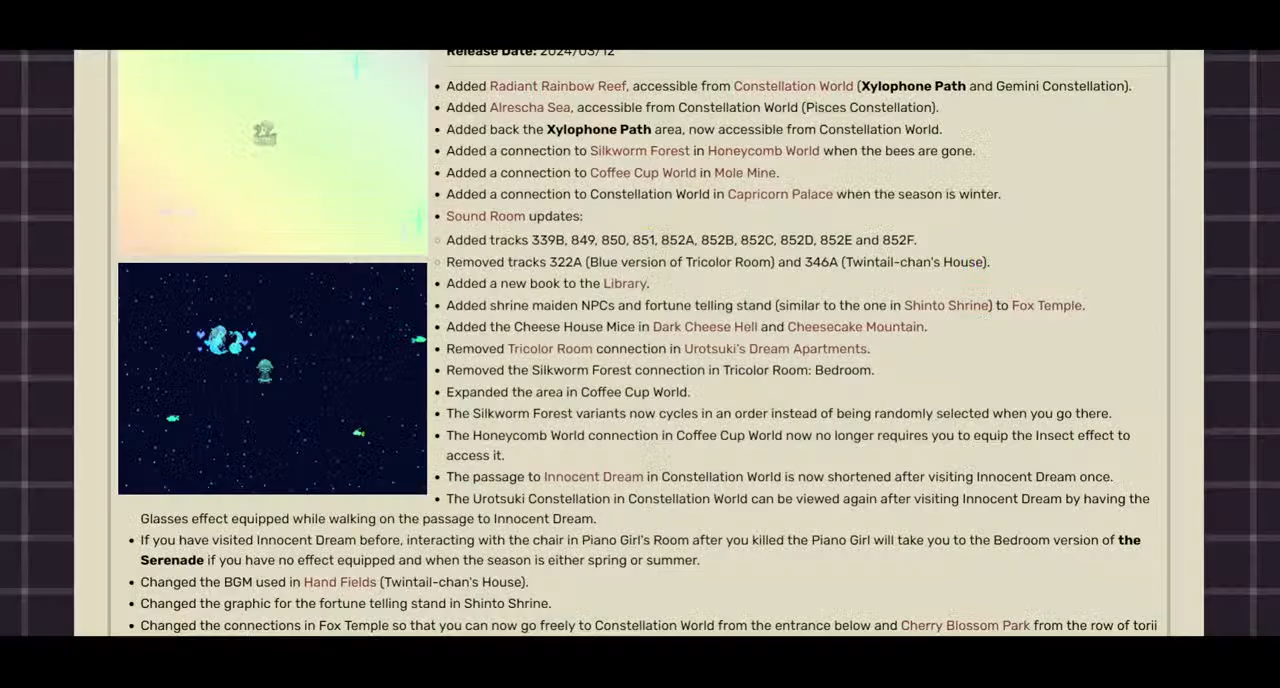 Release Date: 2024/03/12
• Added Radiant Rainbow Reef, accessible from Constellation World (Xylophone Path and Gemini Constellation).
• Added Alrescha Sea, accessible from Constellation World (Pisces Constellation).
• Added back the Xylophone Path area, now accessible from Constellation World.
• Added a connection to Silkworm Forest in Honeycomb World when the bees are gone.
• Added a connection to Coffee Cup World in Mole Mine.
• Added a connection to Constellation World in Capricorn Palace when the season is winter.
• Sound Room updates:
○ Added tracks 339B, 849, 850, 851, 852A, 852B, 852C, 852D, 852E and 852F.
○ Removed tracks 322A (Blue version of Tricolor Room) and 346A (Twintail-chan's House).
• Added a new book to the Library.
• Added shrine maiden NPCs and fortune telling stand (similar to the one in Shinto Shrine) to Fox Temple.
• Added the Cheese House Mice in Dark Cheese Hell and Cheesecake Mountain.
• Removed Tricolor Room connection in Urotsuki's Dream Apartments.
• Removed the Silkworm Forest connection in Tricolor Room: Bedroom.
• Expanded the area in Coffee Cup World.
• The Silkworm Forest variants now cycles in an order instead of being randomly selected when you go there.
• The Honeycomb World connection in Coffee Cup World now no longer requires you to equip the Insect effect to
access it.
• The passage to Innocent Dream in Constellation World is now shortened after visiting Innocent Dream once.
• The Urotsuki Constellation in Constellation World can be viewed again after visiting Innocent Dream by having the
Glasses effect equipped while walking on the passage to Innocent Dream.
• If you have visited Innocent Dream before, interacting with the chair in Piano Girl's Room after you killed the Piano Girl will take you to the Bedroom version of the
Serenade if you have no effect equipped and when the season is either spring or summer.
• Changed the BGM used in Hand Fields (Twintail-chan's House).
• Changed the graphic for the fortune telling stand in Shinto Shrine.
• Changed the connections in Fox Temple so that you can now go freely to Constellation World from the entrance below and Cherry Blossom Park from the row of torii